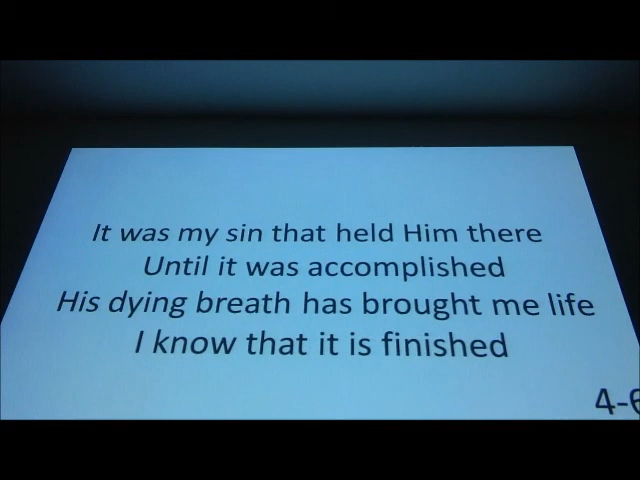 It was my sin that held Him there
Until it was accomplished
His dying breath has brought me life
I know that it is finished
4-6